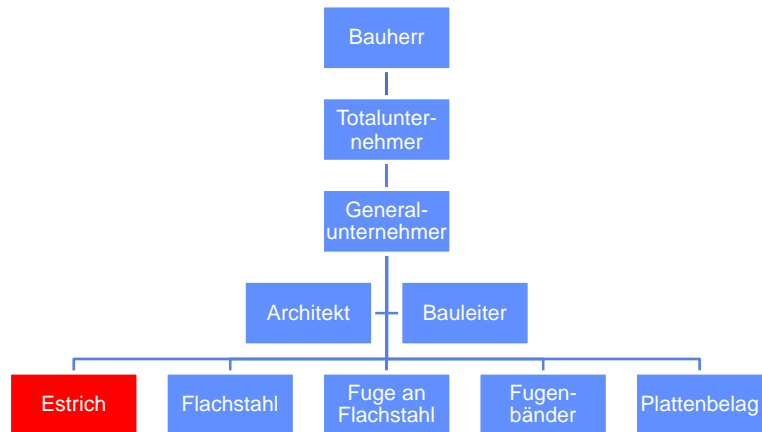 Bauherr
Totalunter-
nehmer
General-
unternehmer
Architekt
Bauleiter
Estrich
Flachstahl
Fuge an
Flachstahl
Fugen-
bänder
Plattenbelag